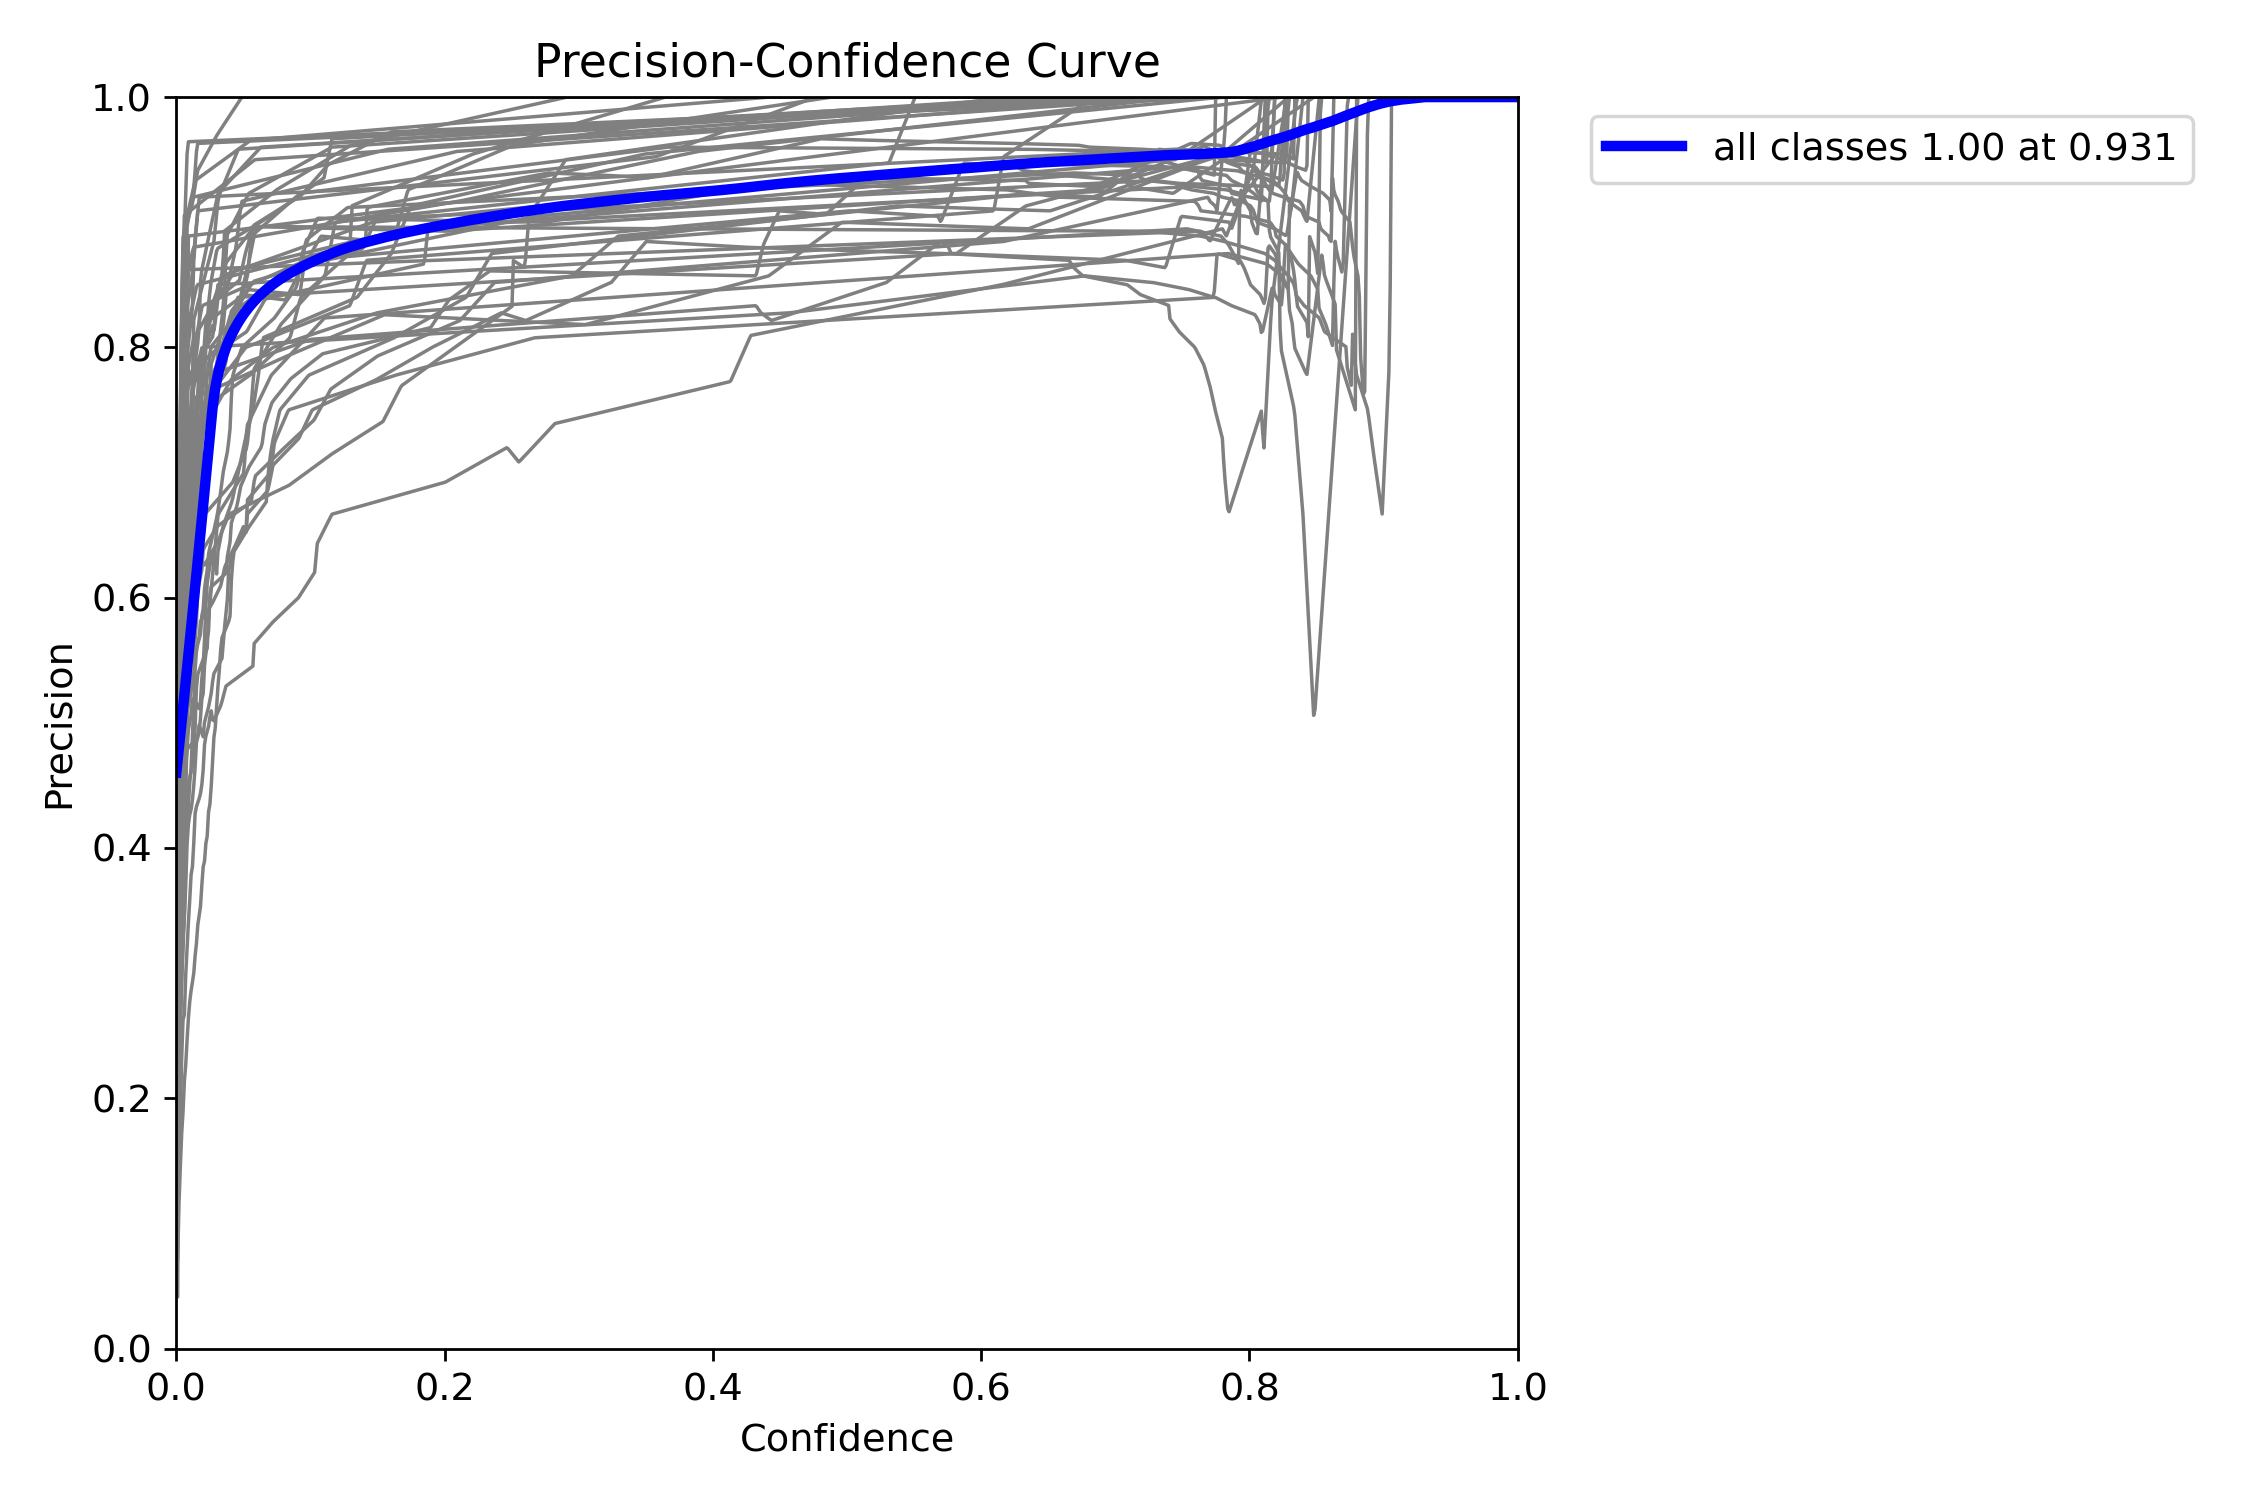 Precision-Confidence Curve
all classes 1.00 at 0.931
1.0
0.8
0.6
0.4
0.2
0.0
Precision
0.0 0.2 0.4 0.6 0.8 1.0
Confidence